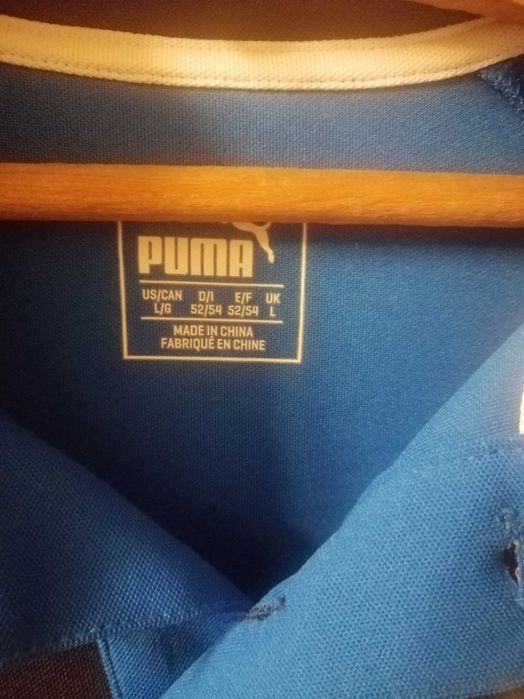 PUMA
US/CAN D/I E/F UK
L/G 52/54 52/54 L
MADE IN CHINA
FABRIQUÉ EN CHINE